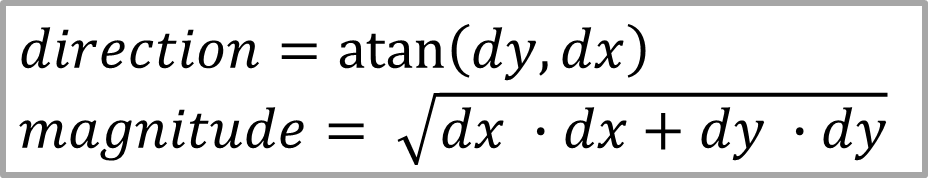 direction = atan(dy, dx)
magnitude = √dx · dx + dy · dy